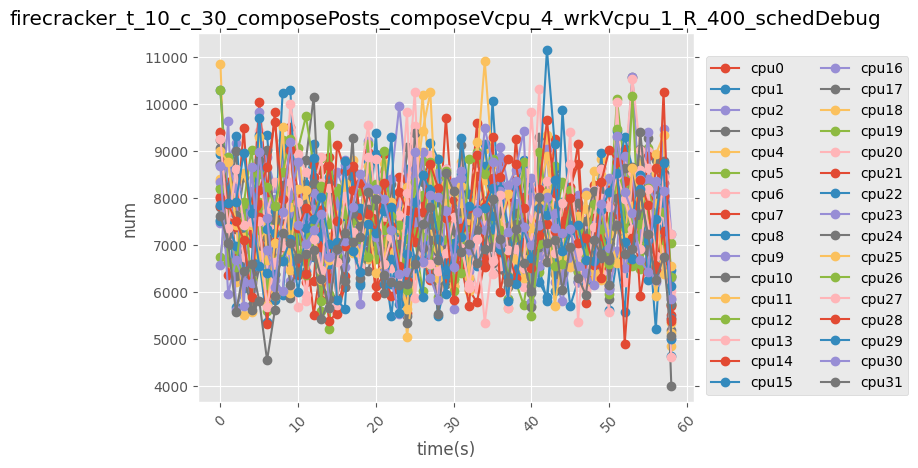 firecracker_t_10_c_30_composePosts_composeVcpu_4_wrkVcpu_1_R_400_schedDebug
num
11000
10000
9000
8000
7000
6000
5000
4000
0
10
20
30
40
50
60
time(s)
cpu0
cpu1
cpu2
cpu3
cpu4
cpu5
cpu6
cpu7
cpu8
cpu9
cpu10
cpu11
cpu12
cpu13
cpu14
cpu15
cpu16
cpu17
cpu18
cpu19
cpu20
cpu21
cpu22
cpu23
cpu24
cpu25
cpu26
cpu27
cpu28
cpu29
cpu30
cpu31